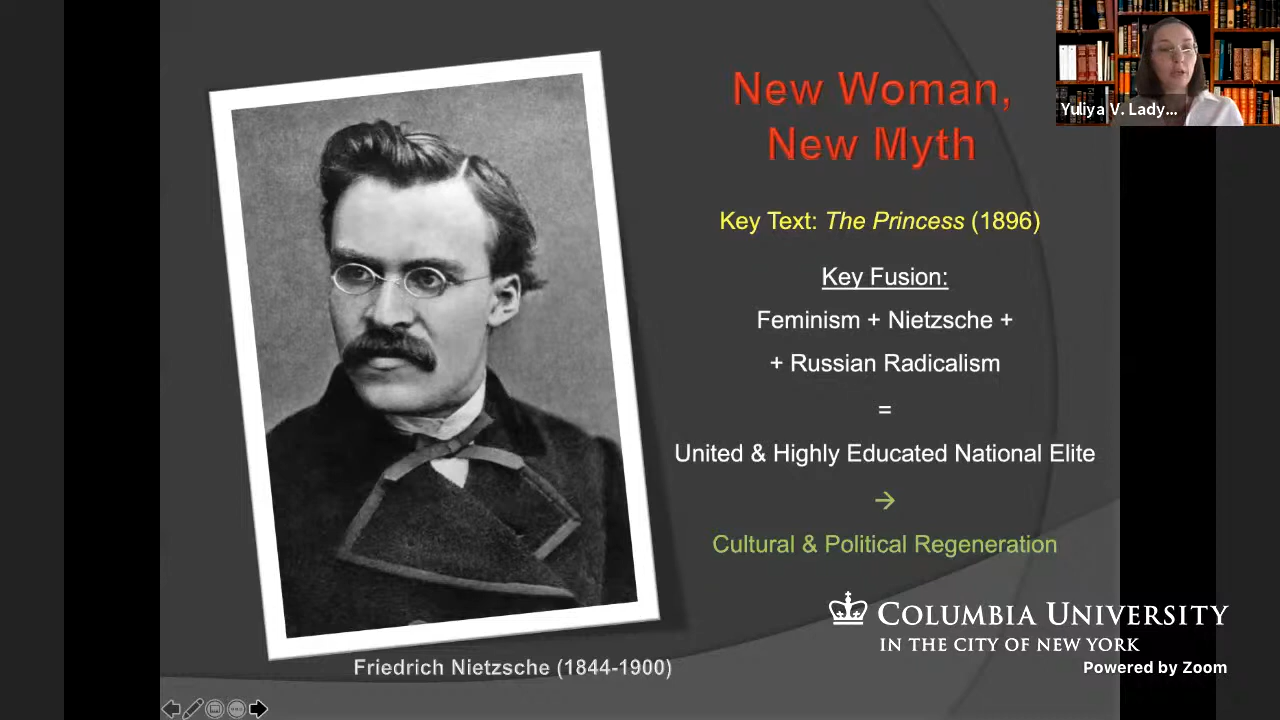 New Woman,
New Myth
Yuliya V. Lady...
Key Text: The Princess (1896)
Key Fusion:
Feminism + Nietzsche +
+ Russian Radicalism
=
United & Highly Educated National Elite
→
Cultural & Political Regeneration
COLUMBIA UNIVERSITY
IN THE CITY OF NEW YORK
Powered by Zoom
Friedrich Nietzsche (1844-1900)